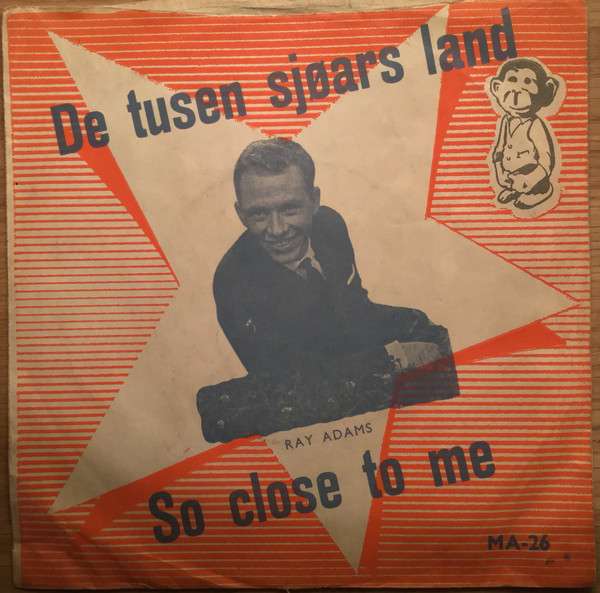 De tusen sjøars land
RAY ADAMS
So close to me
MA-26